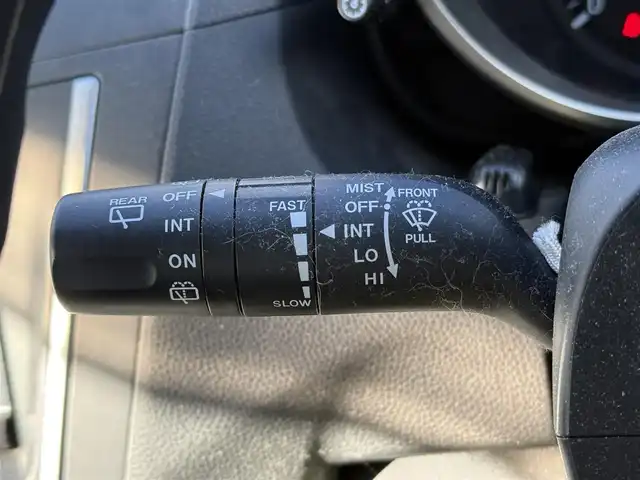 REAR
OFF
INT
ON
FAST
SLOW
MIST
OFF
INT
LO
HI
FRONT
PULL